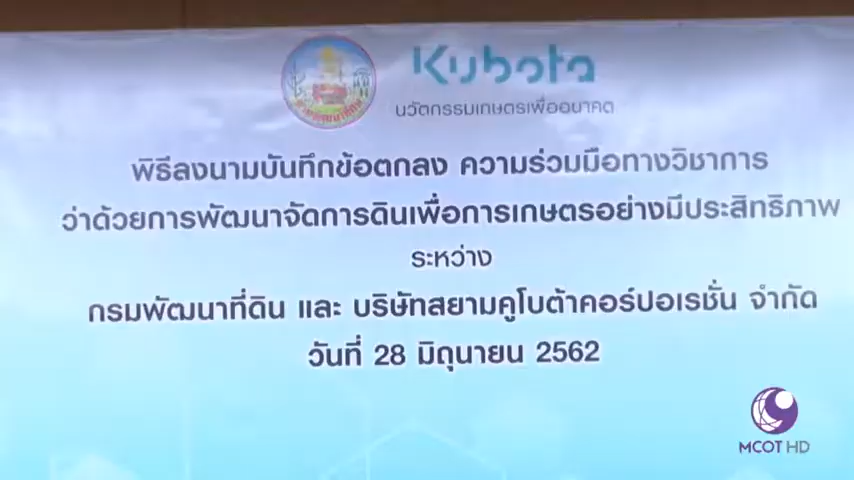 Kubota
นวัตกรรมเกษตรเพื่ออนาคต
พิธีลงนามบันทึกข้อตกลง ความร่วมมือทางวิชาการ
ว่าด้วยการพัฒนาจัดการดินเพื่อการเกษตรอย่างมีประสิทธิภาพ
ระหว่าง
กรมพัฒนาที่ดิน และ บริษัทสยามคูโบต้าคอร์ปอเรชั่น จำกัด
วันที่ 28 มิถุนายน 2562
MCOT HD